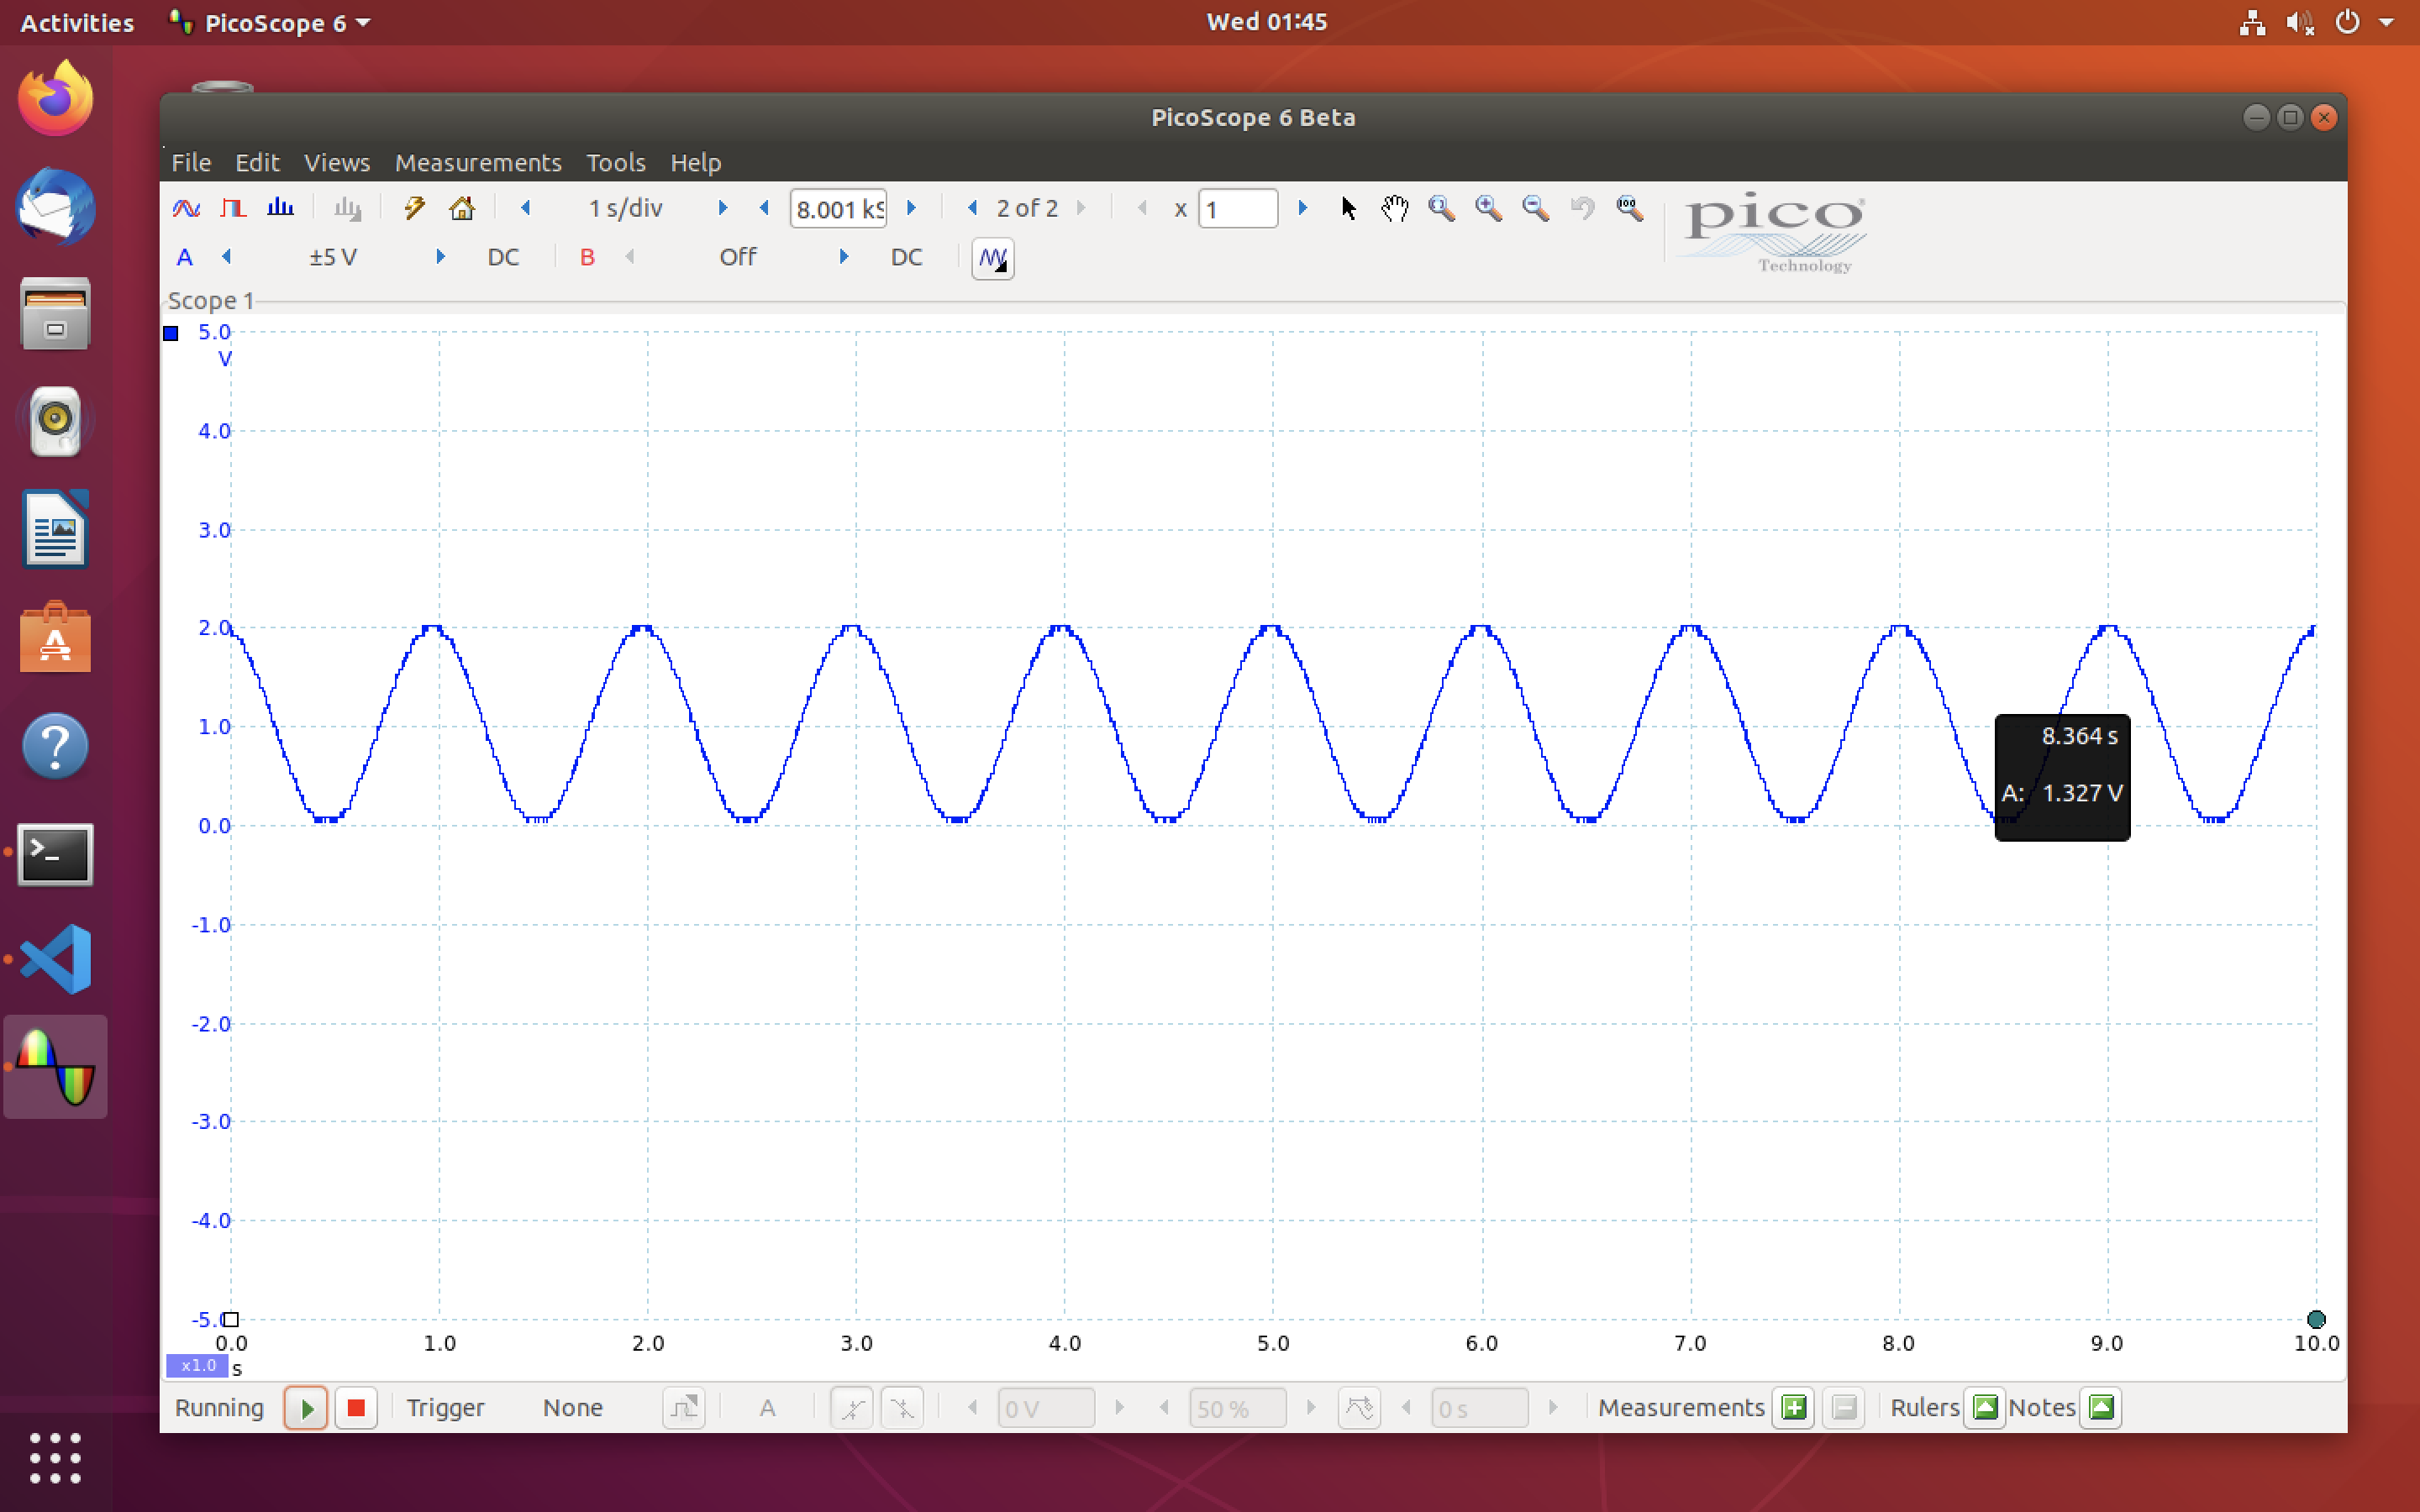 Activities PicoScope 6 Wed 01:45
PicoScope 6 Beta
File Edit Views Measurements Tools Help
1 s/div 8.001 kS 2 of 2 x 1
A ±5 V DC B Off DC
pico
Technology
Scope 1
5.0
V
4.0
3.0
2.0
1.0
0.0
-1.0
-2.0
-3.0
-4.0
-5.0
8.364 s
A: 1.327 V
0.0 1.0 2.0 3.0 4.0 5.0 6.0 7.0 8.0 9.0 10.0
x1.0 s
Running Trigger None A 0 V 50 % 0 s Measurements Rulers Notes